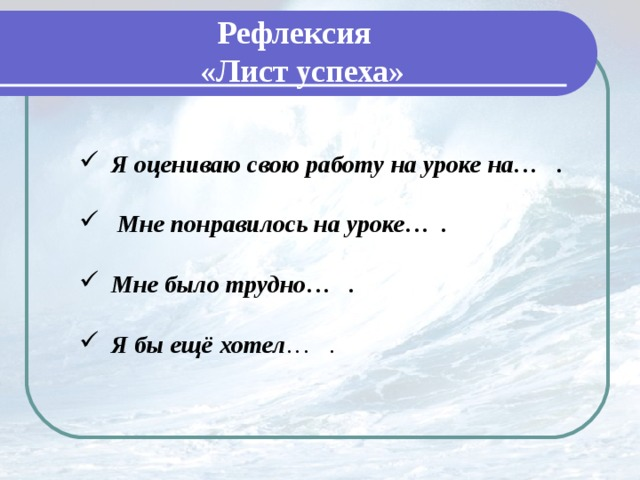 Рефлексия
«Лист успеха»
✓ Я оцениваю свою работу на уроке на… .
✓ Мне понравилось на уроке… .
✓ Мне было трудно… .
✓ Я бы ещё хотел… .